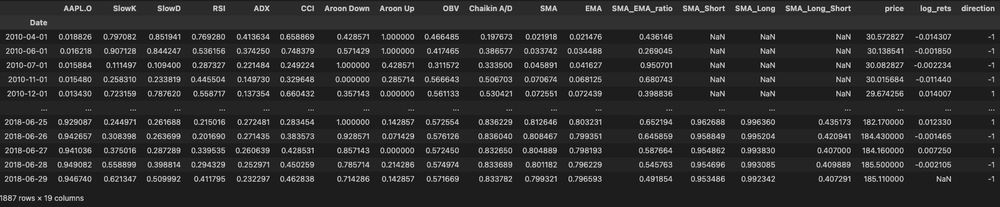 AAPL.O SlowK SlowD RSI ADX CCI Aroon Down Aroon Up OBV Chaikin A/D SMA EMA SMA_EMA_ratio SMA_Short SMA_Long SMA_Long_Short price log_rets direction
Date
2010-04-01 0.018826 0.797082 0.851941 0.769280 0.413634 0.658869 0.428571 1.000000 0.466485 0.197673 0.021918 0.021476 0.436146 NaN NaN NaN 30.572827 -0.014307 -1
2010-06-01 0.016218 0.907128 0.844247 0.536156 0.374250 0.748379 0.571429 1.000000 0.417465 0.386577 0.033742 0.034488 0.269045 NaN NaN NaN 30.138541 -0.001850 -1
2010-07-01 0.015884 0.111497 0.109400 0.287327 0.221484 0.249224 1.000000 0.428571 0.311572 0.333500 0.045891 0.041627 0.950701 NaN NaN NaN 30.082827 -0.002234 -1
2010-11-01 0.015480 0.258310 0.233819 0.445504 0.149730 0.329648 0.000000 0.285714 0.566643 0.506703 0.070674 0.068125 0.680743 NaN NaN NaN 30.015684 -0.011440 -1
2010-12-01 0.013430 0.723159 0.787620 0.558717 0.137354 0.660432 0.357143 0.000000 0.561133 0.530421 0.072551 0.072439 0.398836 NaN NaN NaN 29.674256 0.014007 1
... ... ... ... ... ... ... ... ... ... ... ... ... ... ... ... ... ... ... ...
2018-06-25 0.929087 0.244971 0.261688 0.215016 0.272481 0.283454 1.000000 0.142857 0.572554 0.836229 0.812646 0.803231 0.652194 0.962688 0.996360 0.435173 182.170000 0.012330 1
2018-06-26 0.942657 0.308398 0.263699 0.201690 0.271435 0.383573 0.928571 0.071429 0.576126 0.836040 0.808467 0.799351 0.645859 0.958849 0.995204 0.420941 184.430000 -0.001465 -1
2018-06-27 0.941036 0.375016 0.287289 0.339535 0.260639 0.428531 0.857143 0.000000 0.572450 0.832650 0.804889 0.798193 0.587664 0.954862 0.993830 0.407000 184.160000 0.007250 1
2018-06-28 0.949082 0.558899 0.398814 0.294329 0.252971 0.450259 0.785714 0.214286 0.574974 0.833689 0.801182 0.796229 0.545763 0.954696 0.993085 0.409889 185.500000 -0.002105 -1
2018-06-29 0.946740 0.621347 0.509992 0.411795 0.232297 0.462838 0.714286 0.142857 0.571669 0.833782 0.799321 0.796593 0.491854 0.953486 0.992342 0.407291 185.110000 NaN -1
1887 rows × 19 columns